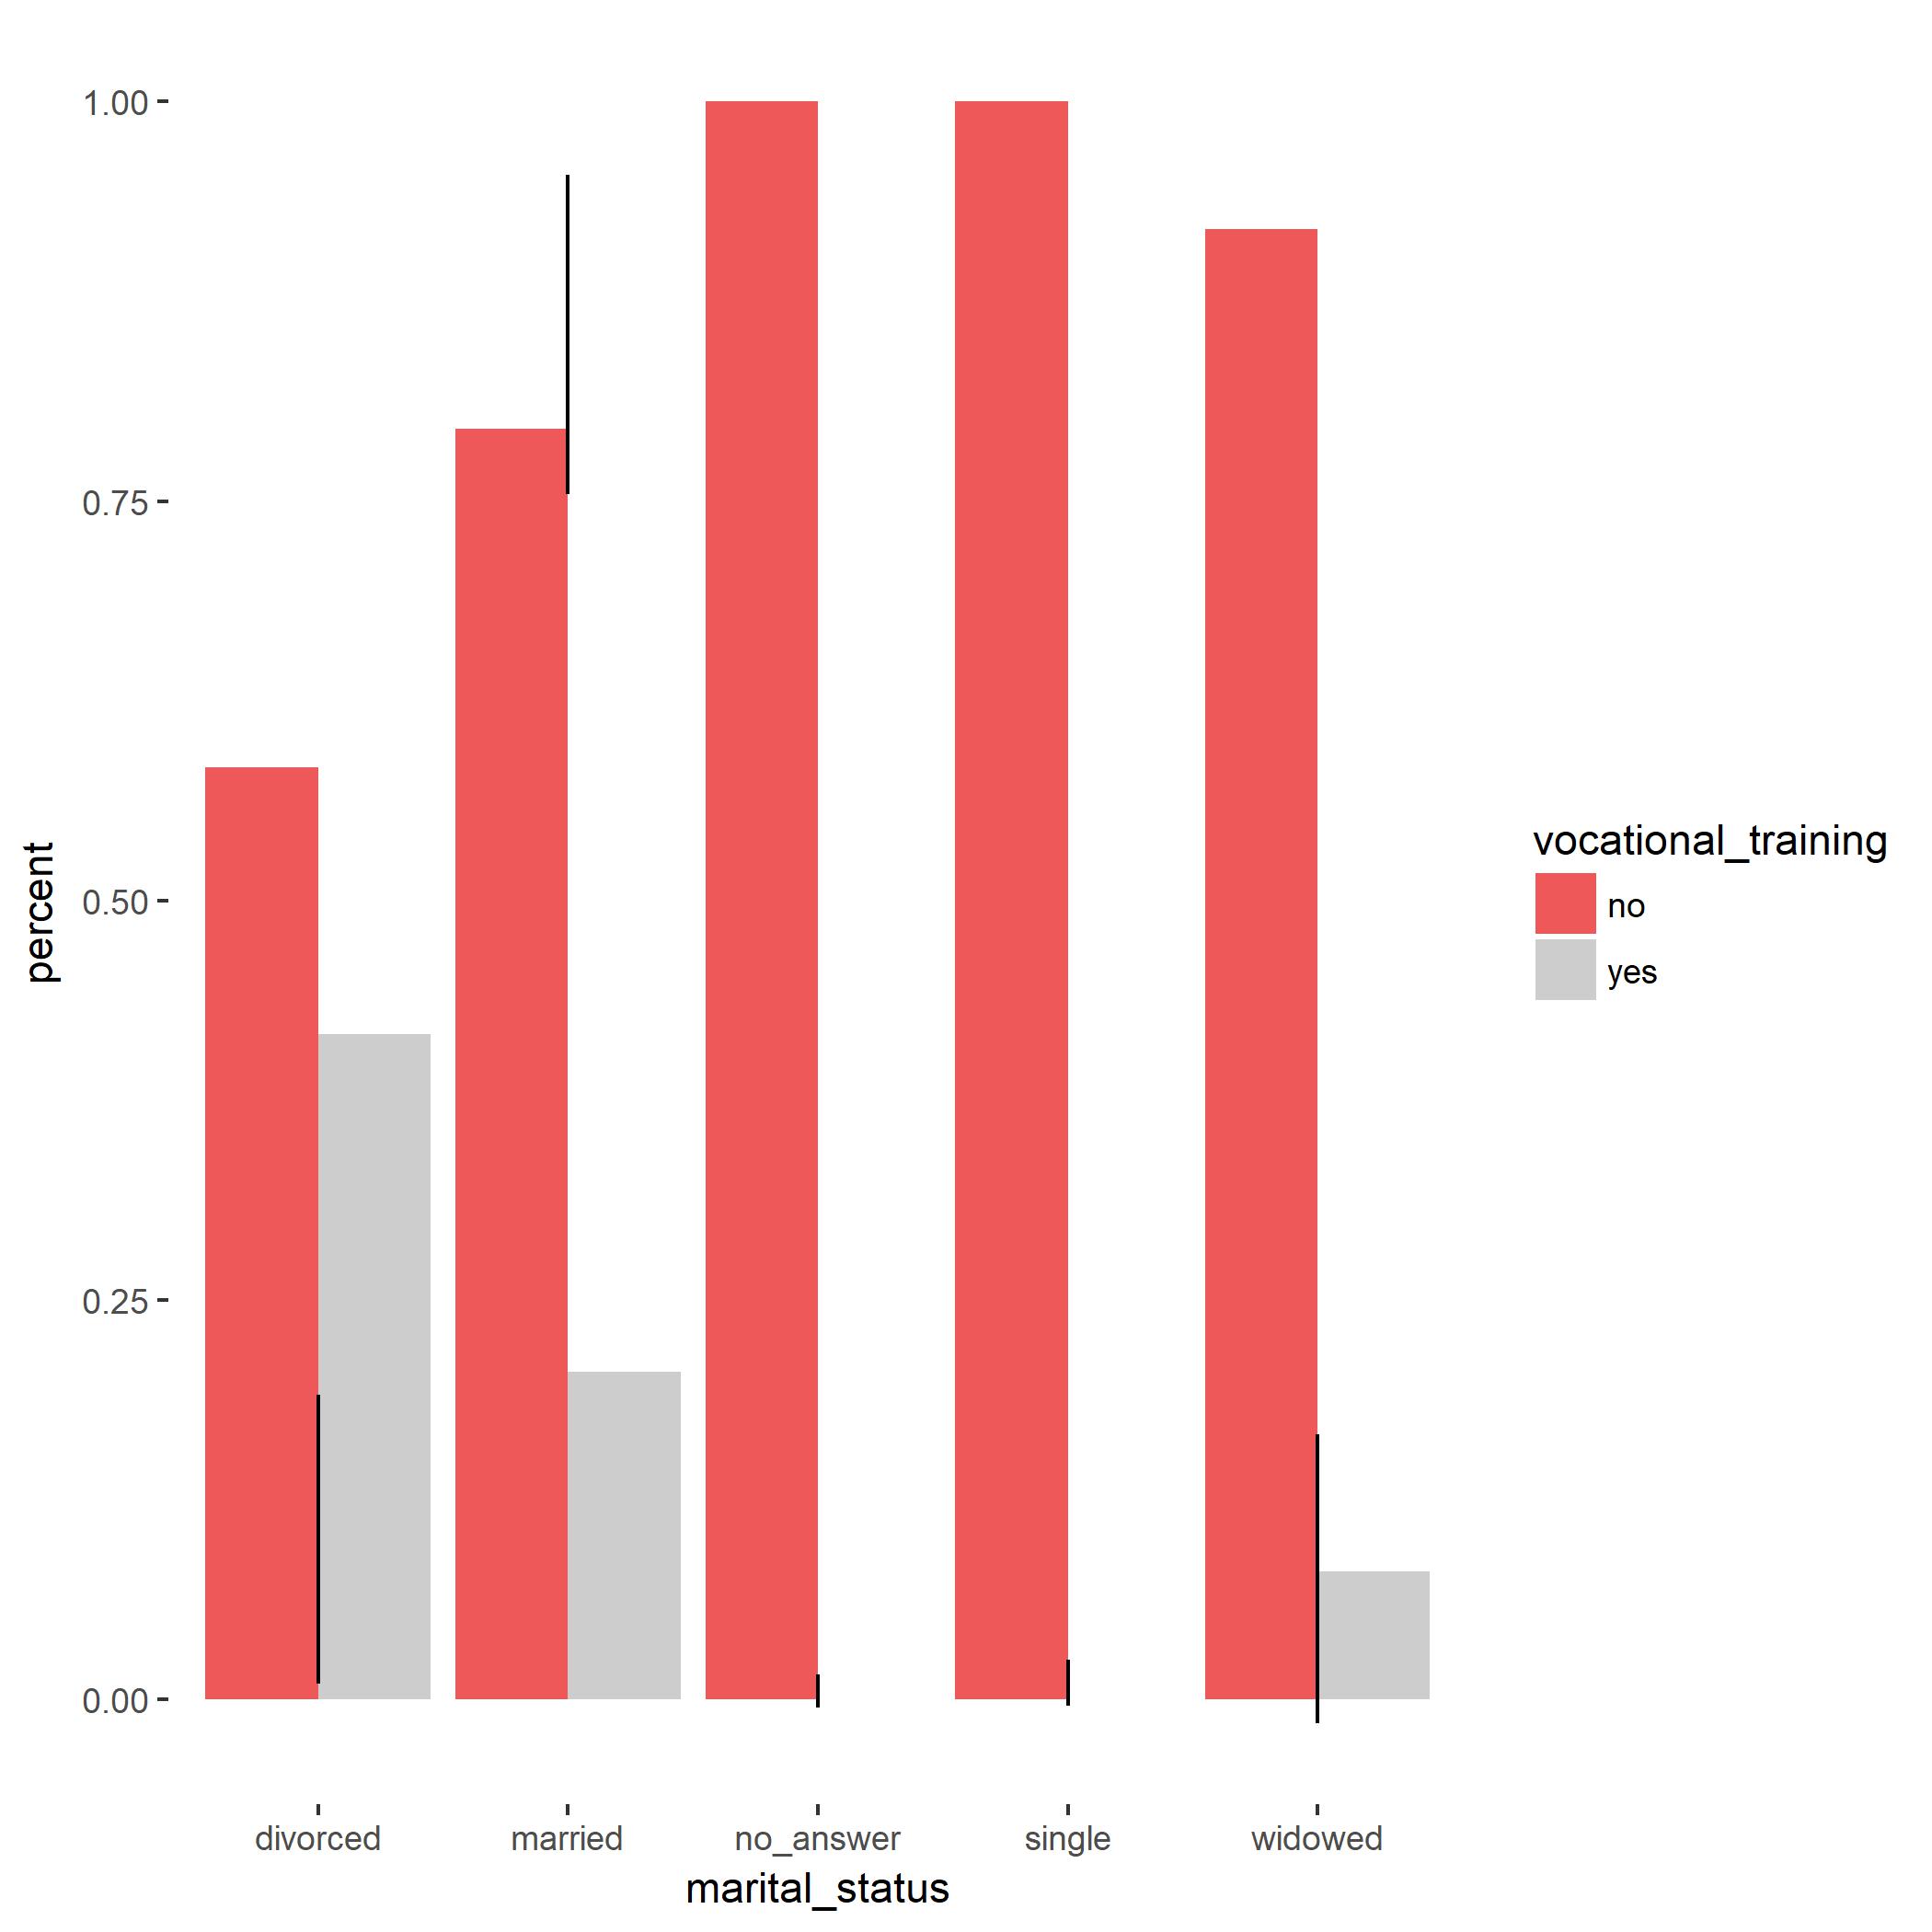 1.00
0.75
0.50
0.25
0.00
percent
divorced married no_answer single widowed
marital_status
vocational_training
no
yes